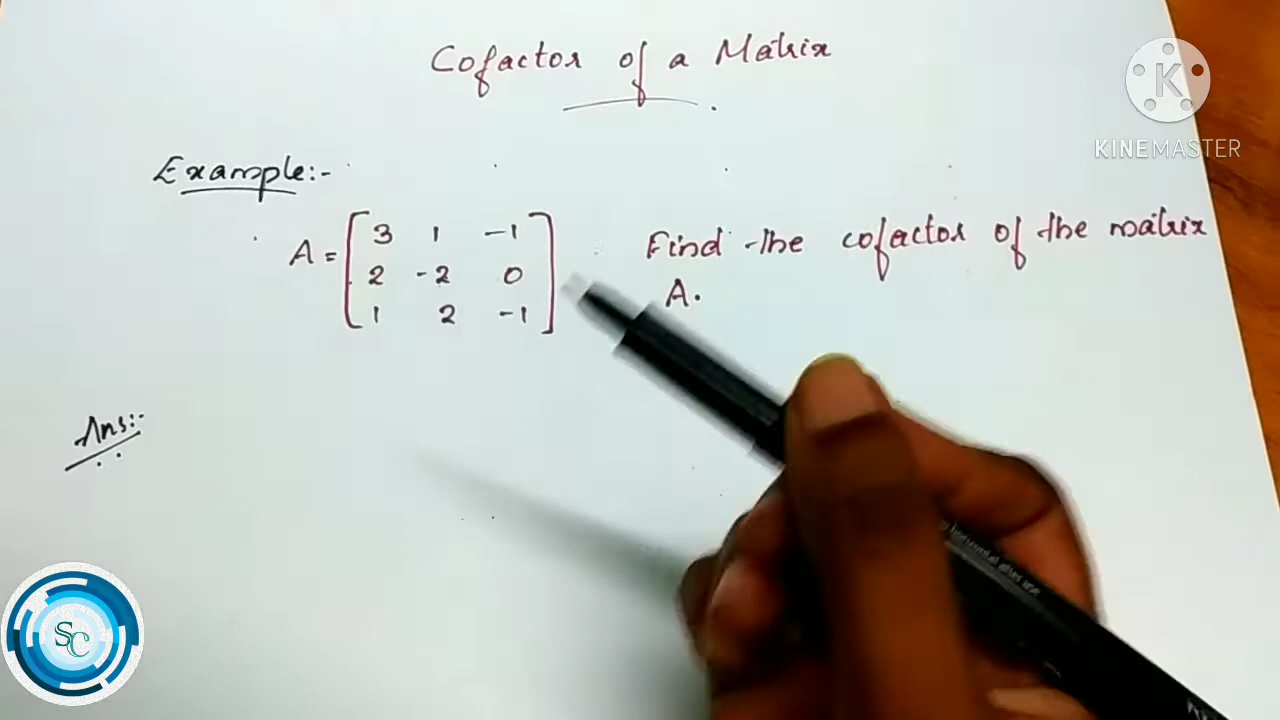 Cofactor of a Matrix
K
KINEMASTER
Example:-
A = [3 1 -1
2 -2 0
1 2 -1]
Find the cofactor of the matrix
A.
Ans:-
SC